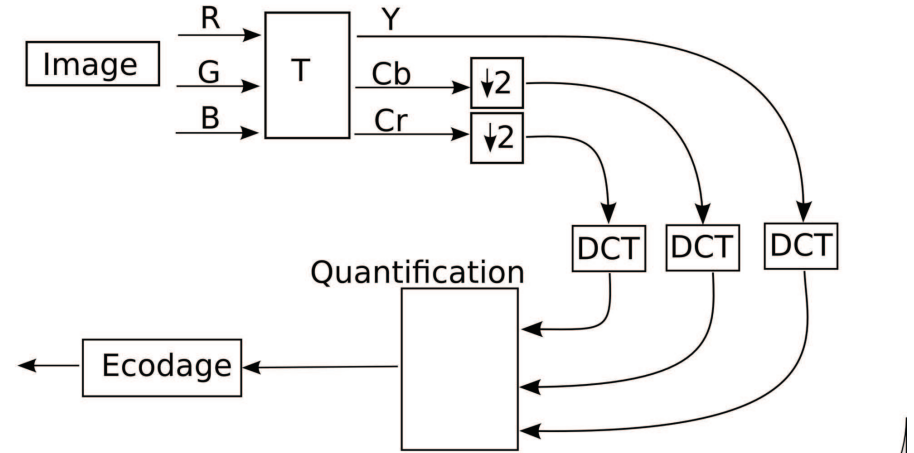 R
Y
Image
T
G
Cb
↓2
B
Cr
↓2
DCT
DCT
DCT
Quantification
Ecodage